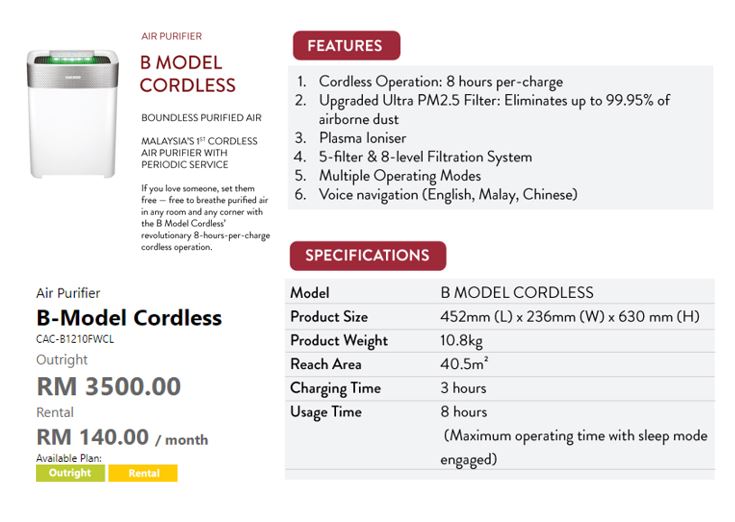 AIR PURIFIER
B MODEL
CORDLESS
BOUNDLESS PURIFIED AIR
MALAYSIA'S 1ST CORDLESS
AIR PURIFIER WITH
PERIODIC SERVICE
If you love someone, set them
free — free to breathe purified air
in any room and any corner with
the B Model Cordless'
revolutionary 8-hours-per-charge
cordless operation.
Air Purifier
B-Model Cordless
CAC-B1210FWCL
Outright
RM 3500.00
Rental
RM 140.00 / month
Available Plan:
Outright Rental
FEATURES
1. Cordless Operation: 8 hours per-charge
2. Upgraded Ultra PM2.5 Filter: Eliminates up to 99.95% of
airborne dust
3. Plasma Ioniser
4. 5-filter & 8-level Filtration System
5. Multiple Operating Modes
6. Voice navigation (English, Malay, Chinese)
SPECIFICATIONS
Model B MODEL CORDLESS
Product Size 452mm (L) x 236mm (W) x 630 mm (H)
Product Weight 10.8kg
Reach Area 40.5m²
Charging Time 3 hours
Usage Time 8 hours
(Maximum operating time with sleep mode
engaged)